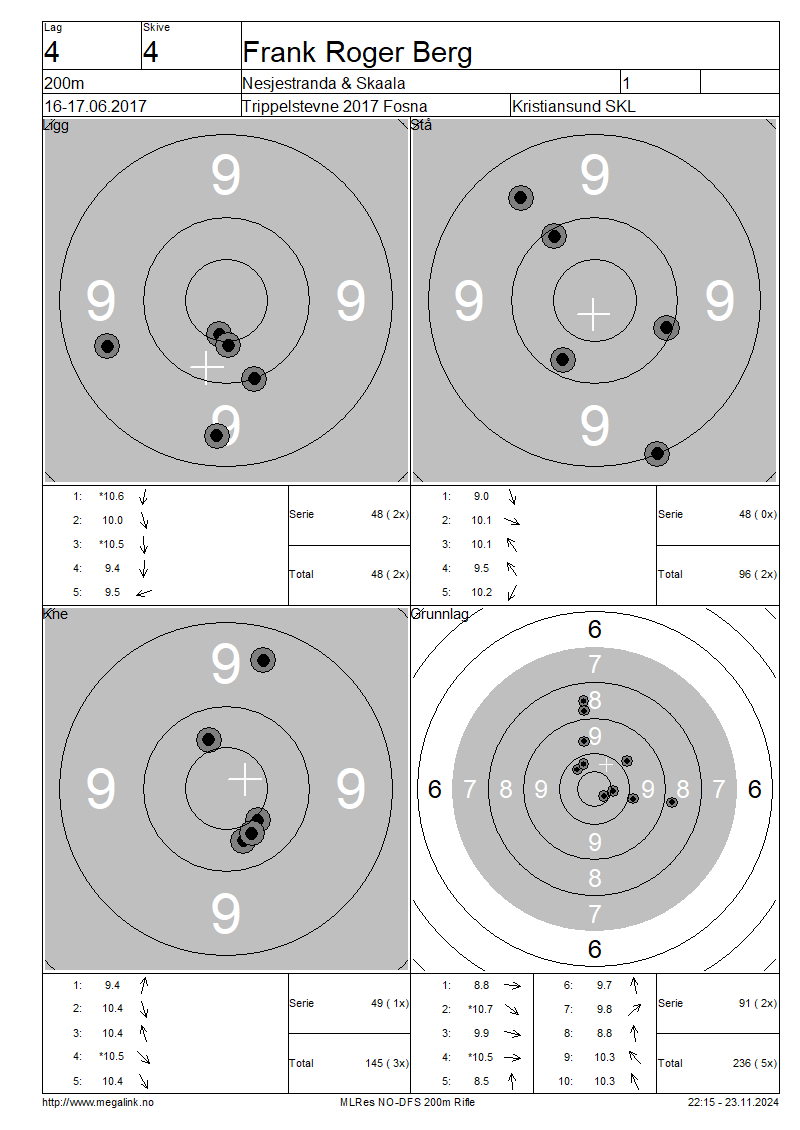 Lag
Skive
4
4
Frank Roger Berg
200m
Nesjestranda & Skaala
1
16-17.06.2017
Trippelstevne 2017 Fosna
Kristiansund SKL
Ligg
9
9
9
9
Stå
9
9
9
9
1: *10.6
2: 10.0
3: *10.5
4: 9.4
5: 9.5
Serie 48 ( 2x)
Total 48 ( 2x)
1: 9.0
2: 10.1
3: 10.1
4: 9.5
5: 10.2
Serie 48 ( 0x)
Total 96 ( 2x)
Kne
9
9
9
9
Grunnlag
6
7
8
9
6 7 8 9 9 8 7 6
9
8
7
6
1: 9.4
2: 10.4
3: 10.4
4: *10.5
5: 10.4
Serie 49 ( 1x)
Total 145 ( 3x)
1: 8.8
2: *10.7
3: 9.9
4: *10.5
5: 8.5
6: 9.7
7: 9.8
8: 8.8
9: 10.3
10: 10.3
Serie 91 ( 2x)
Total 236 ( 5x)
http://www.megalink.no
MLRes NO-DFS 200m Rifle
22:15 - 23.11.2024